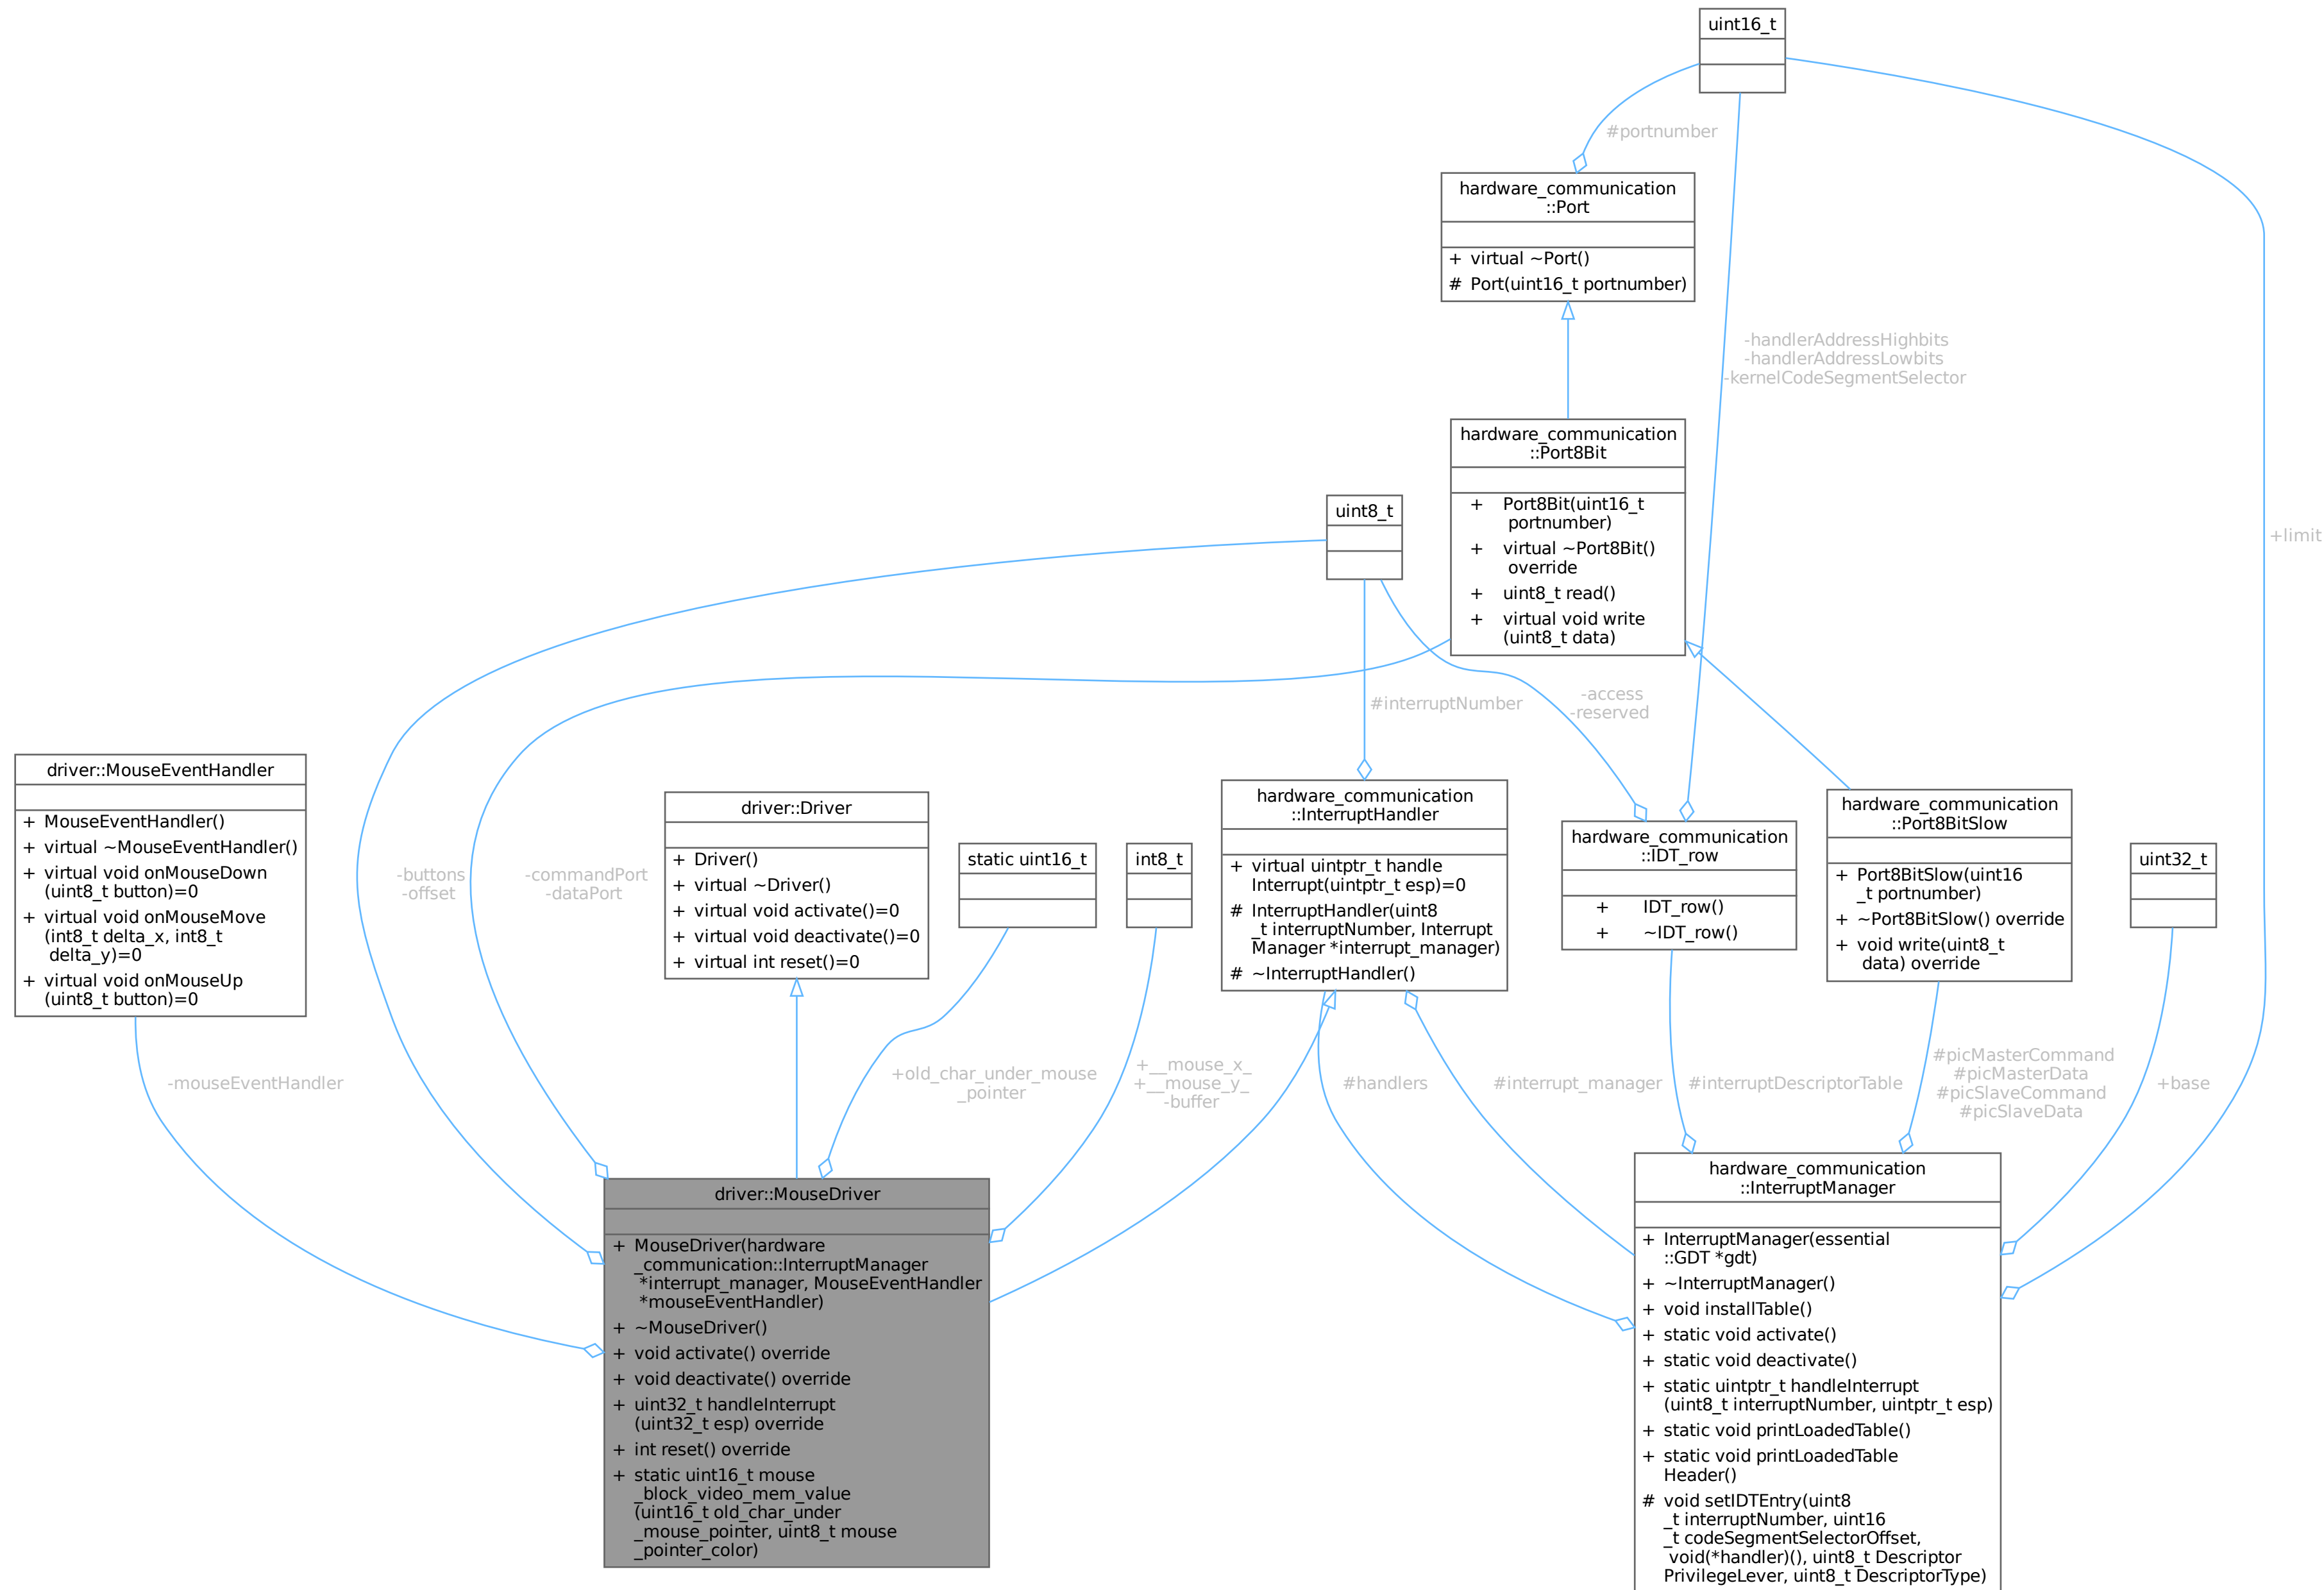 uint16_t
#portnumber
hardware_communication
::Port
+ virtual ~Port()
# Port(uint16_t portnumber)
-handlerAddressHighbits
-handlerAddressLowbits
-kernelCodeSegmentSelector
+limit
hardware_communication
::Port8Bit
+ Port8Bit(uint16_t
portnumber)
+ virtual ~Port8Bit()
override
+ uint8_t read()
+ virtual void write
(uint8_t data)
uint8_t
#interruptNumber
-access
-reserved
driver::MouseEventHandler
+ MouseEventHandler()
+ virtual ~MouseEventHandler()
+ virtual void onMouseDown
(uint8_t button)=0
+ virtual void onMouseMove
(int8_t delta_x, int8_t
delta_y)=0
+ virtual void onMouseUp
(uint8_t button)=0
-buttons
-offset
-commandPort
-dataPort
driver::Driver
+ Driver()
+ virtual ~Driver()
+ virtual void activate()=0
+ virtual void deactivate()=0
+ virtual int reset()=0
static uint16_t
int8_t
hardware_communication
::InterruptHandler
+ virtual uintptr_t handle
Interrupt(uintptr_t esp)=0
# InterruptHandler(uint8
_t interruptNumber, Interrupt
Manager *interrupt_manager)
# ~InterruptHandler()
hardware_communication
::IDT_row
+ IDT_row()
+ ~IDT_row()
hardware_communication
::Port8BitSlow
+ Port8BitSlow(uint16
_t portnumber)
+ ~Port8BitSlow() override
+ void write(uint8_t
data) override
uint32_t
-mouseEventHandler
+old_char_under_mouse
_pointer
+__mouse_x_
+__mouse_y_
-buffer
#handlers
#interrupt_manager
#interruptDescriptorTable
#picMasterCommand
#picMasterData
#picSlaveCommand
#picSlaveData
+base
driver::MouseDriver
+ MouseDriver(hardware
_communication::InterruptManager
*interrupt_manager, MouseEventHandler
*mouseEventHandler)
+ ~MouseDriver()
+ void activate() override
+ void deactivate() override
+ uint32_t handleInterrupt
(uint32_t esp) override
+ int reset() override
+ static uint16_t mouse
_block_video_mem_value
(uint16_t old_char_under
_mouse_pointer, uint8_t mouse
_pointer_color)
hardware_communication
::InterruptManager
+ InterruptManager(essential
::GDT *gdt)
+ ~InterruptManager()
+ void installTable()
+ static void activate()
+ static void deactivate()
+ static uintptr_t handleInterrupt
(uint8_t interruptNumber, uintptr_t esp)
+ static void printLoadedTable()
+ static void printLoadedTable
Header()
# void setIDTEntry(uint8
_t interruptNumber, uint16
_t codeSegmentSelectorOffset,
void(*handler)(), uint8_t Descriptor
PrivilegeLever, uint8_t DescriptorType)